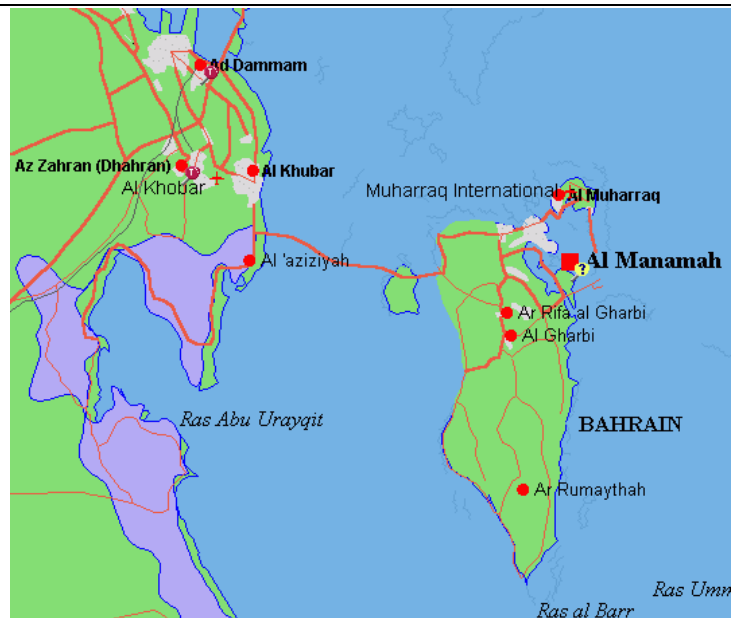 Ad Dammam
Az Zahran (Dhahran)
Al Khubar
Al Khobar
Muharraq International
Al Muharraq
Al 'aziziyah
Al Manamah
?
Ar Rifa al Gharbi
Al Gharbi
Ras Abu Urayqit
BAHRAIN
Ar Rumaythah
Ras Umm
Ras al Barr